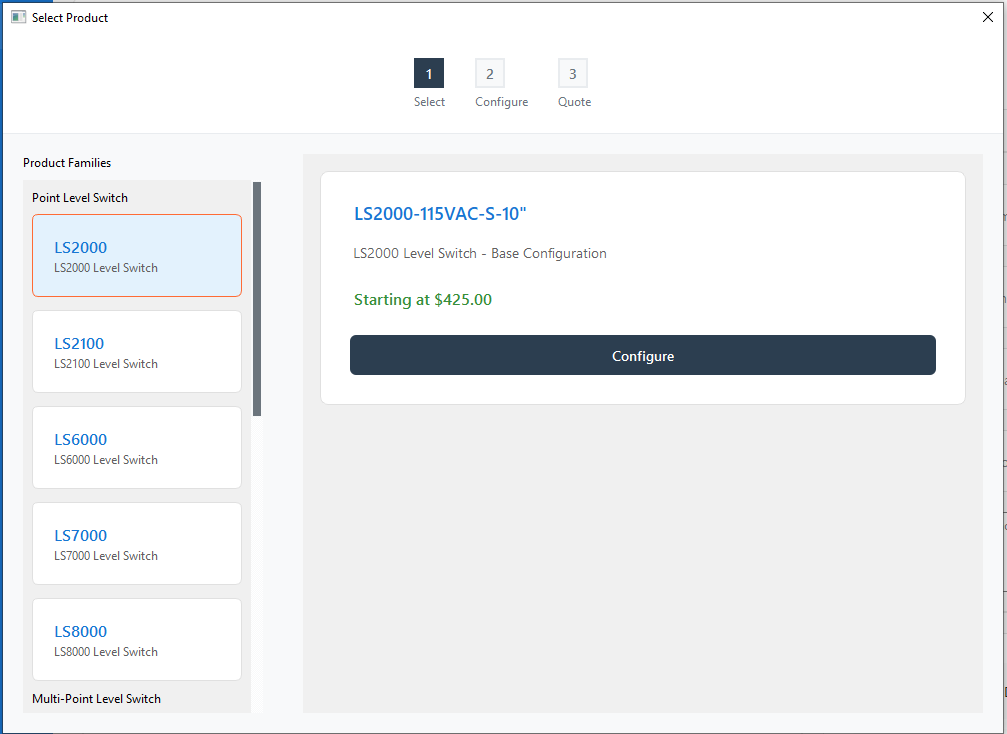 Select Product
1
2
3
Select
Configure
Quote
Product Families
Point Level Switch
LS2000
LS2000 Level Switch
LS2100
LS2100 Level Switch
LS6000
LS6000 Level Switch
LS7000
LS7000 Level Switch
LS8000
LS8000 Level Switch
Multi-Point Level Switch
LS2000-115VAC-S-10"
LS2000 Level Switch - Base Configuration
Starting at $425.00
Configure